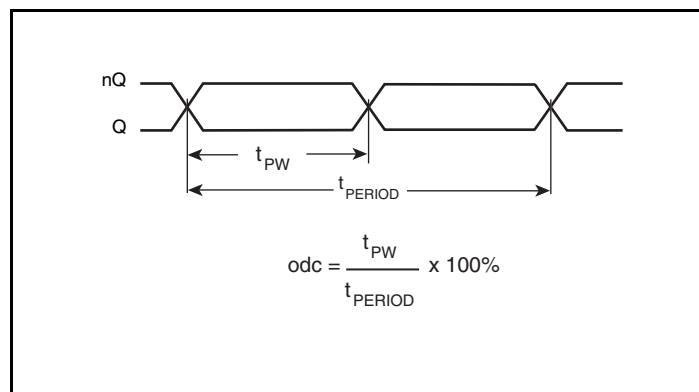 nQ
Q
tPW
tPERIOD
odc = tPW / tPERIOD x 100%